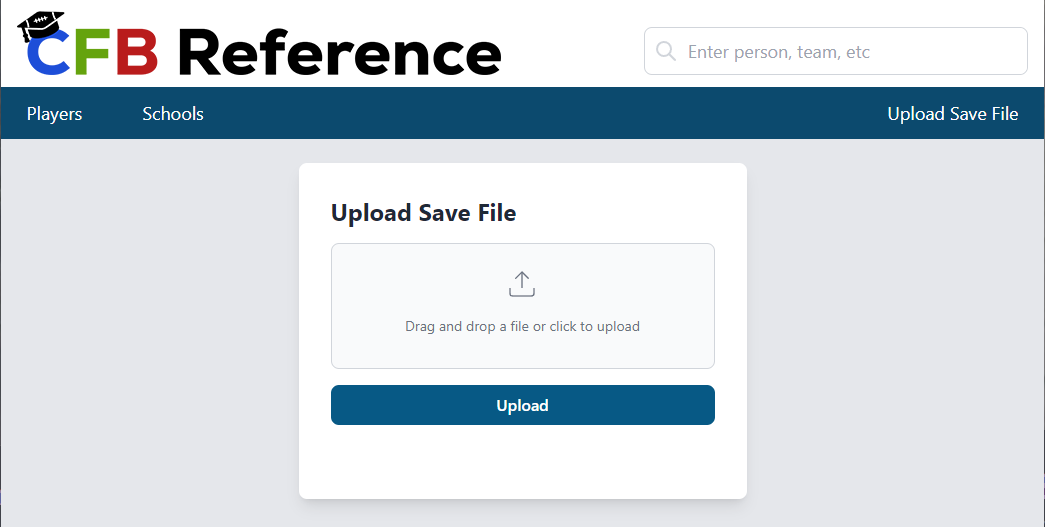 CFB Reference
Enter person, team, etc
Players
Schools
Upload Save File
Upload Save File
Drag and drop a file or click to upload
Upload